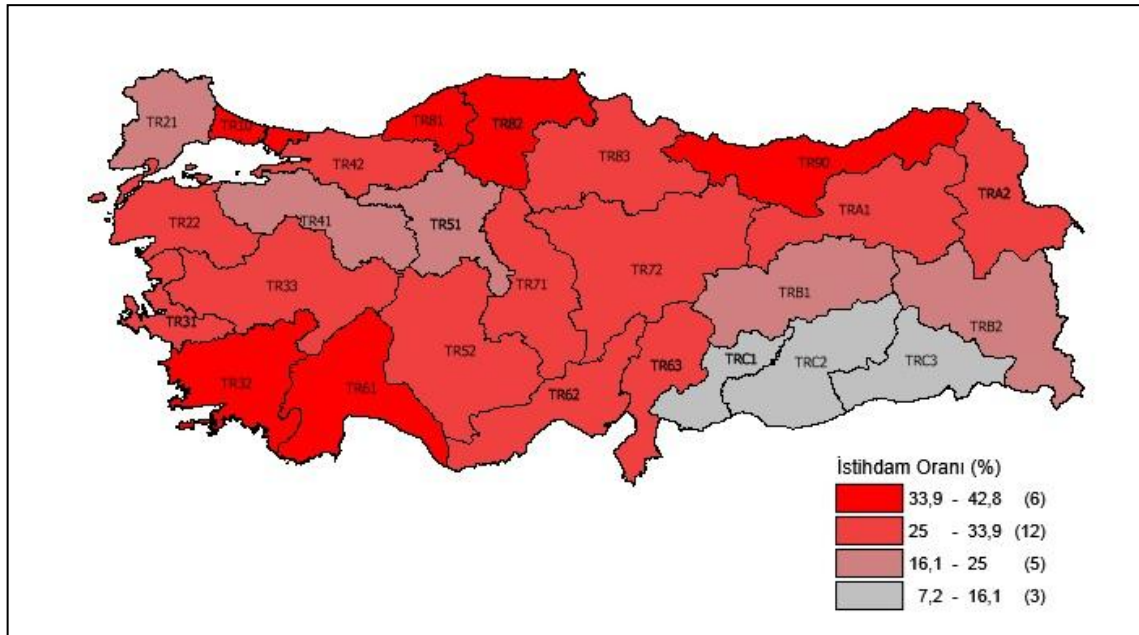 TR21
TR10
TR81
TR82
TR42
TR83
TR90
TRA2
TR22
TR41
TR51
TRA1
TR33
TR71
TR72
TRB1
TR31
TR52
TRB2
TR32
TR61
TR62
TR63
TRC1
TRC2
TRC3
İstihdam Oranı (%)
33,9 - 42,8 (6)
25 - 33,9 (12)
16,1 - 25 (5)
7,2 - 16,1 (3)